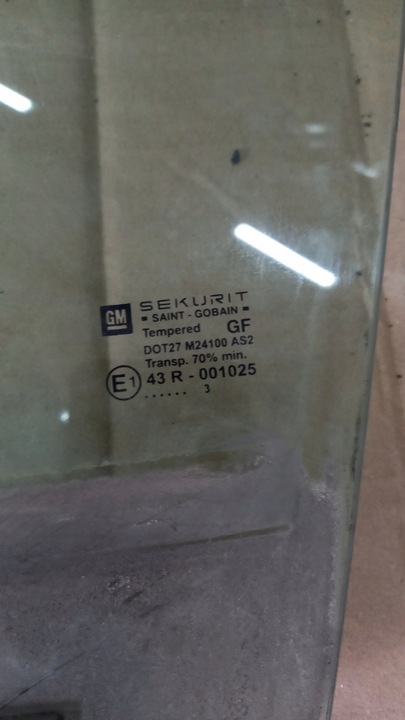 SEKURIT
GM
- SAINT - GOBAIN -
Tempered GF
DOT27 M24100 AS2
Transp. 70% min.
E1 43 R - 001025
...... 3